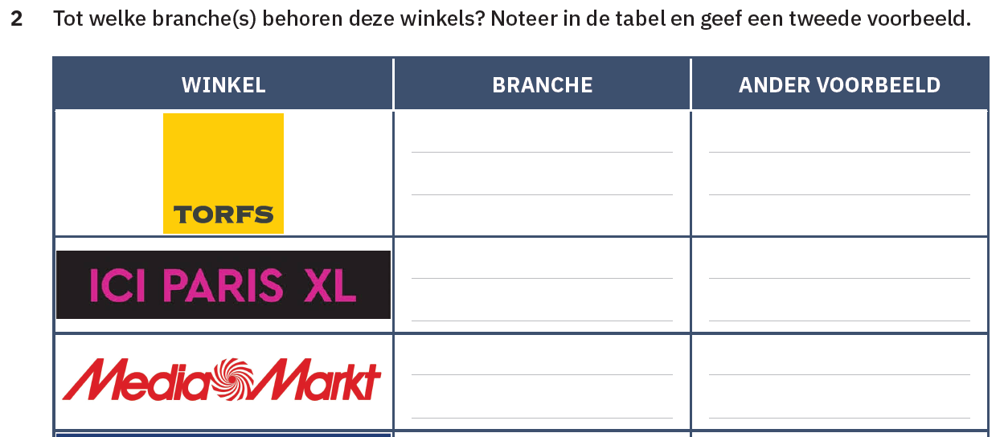 2 Tot welke branche(s) behoren deze winkels? Noteer in de tabel en geef een tweede voorbeeld.
WINKEL BRANCHE ANDER VOORBEELD
TORFS
ICI PARIS XL
MediaMarkt